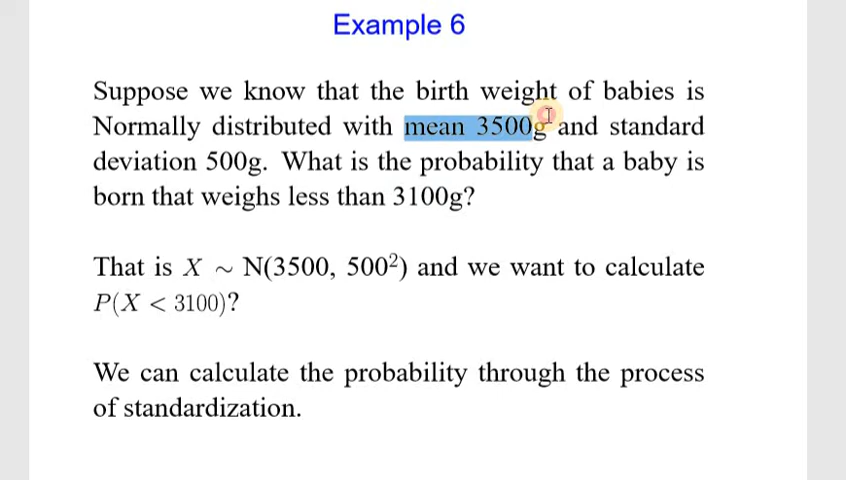 Example 6
Suppose we know that the birth weight of babies is
Normally distributed with mean 3500g and standard
deviation 500g. What is the probability that a baby is
born that weighs less than 3100g?
That is X ~ N(3500, 500²) and we want to calculate
P(X < 3100)?
We can calculate the probability through the process
of standardization.